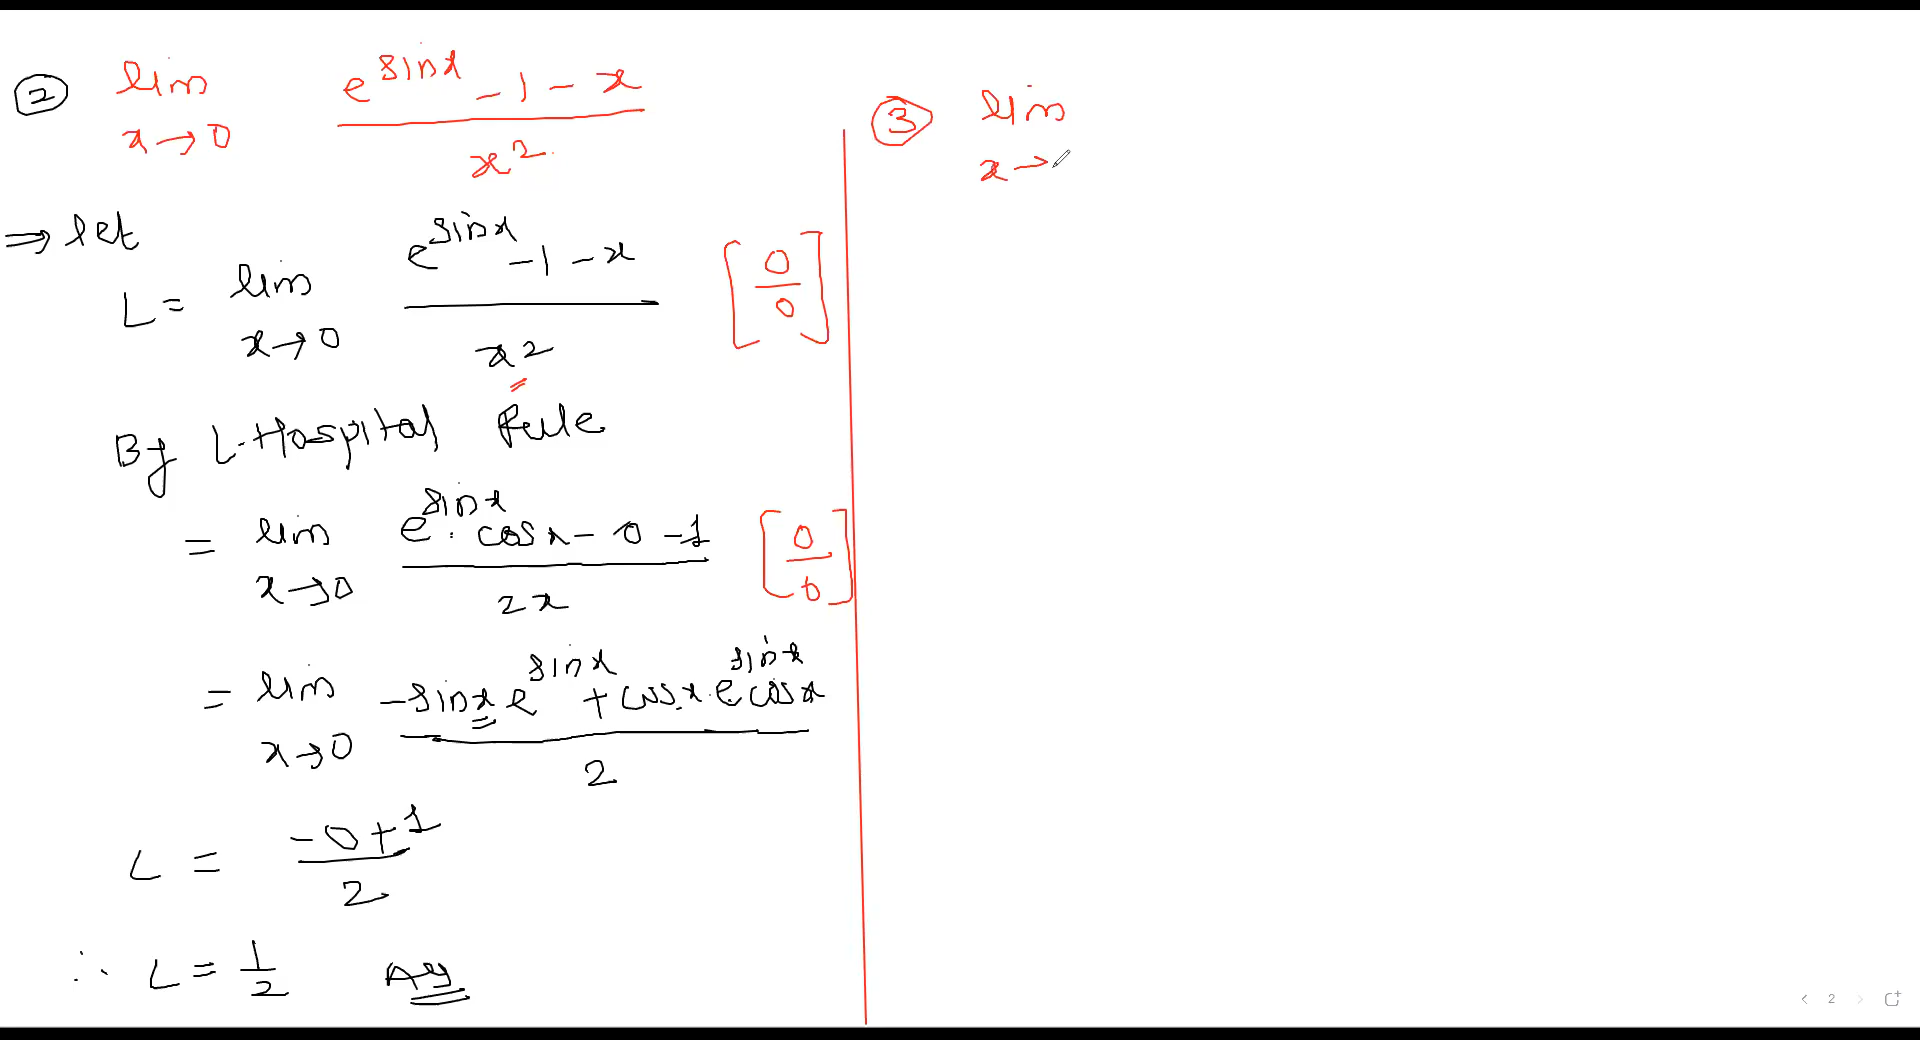 ② lim e^sinx - 1 - x
x→0 x²
⇒ let
L = lim e^sinx - 1 - x [0/0]
x→0 x²
By L-Hospital Rule
= lim e^sinx . cosx - 0 - 1 [0/0]
x→0 2x
= lim -sinx e^sinx + cosx . e^sinx cosx
x→0 2
L = -0+1
2
∴ L = 1/2 Ay
③ lim
x→
< 2 >